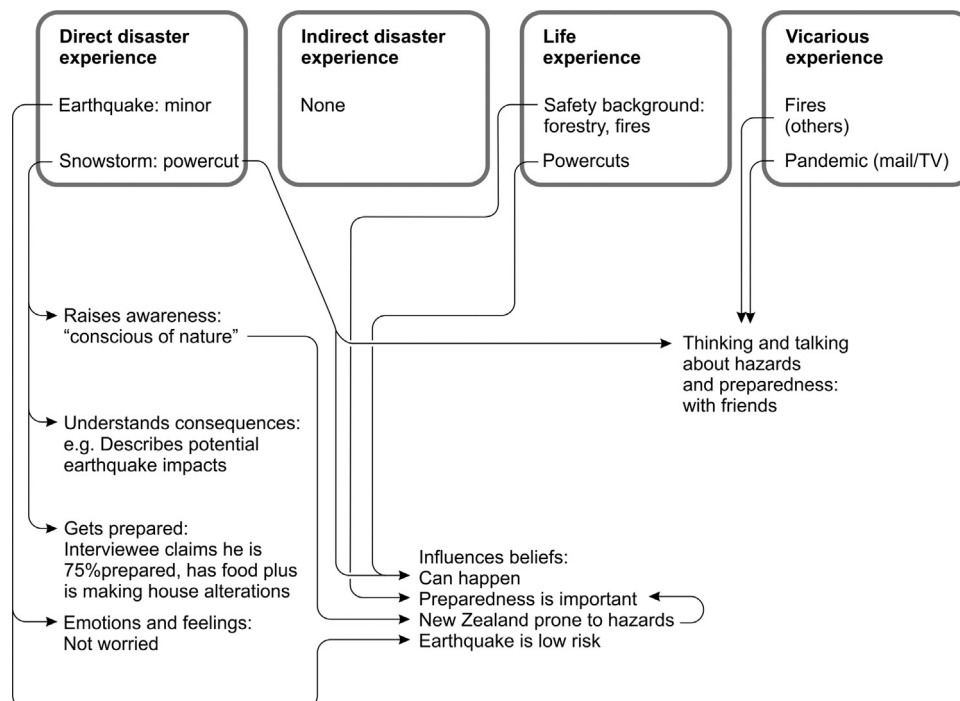 Direct disaster
experience
Earthquake: minor
Snowstorm: powercut
Indirect disaster
experience
None
Life
experience
Safety background:
forestry, fires
Powercuts
Vicarious
experience
Fires
(others)
Pandemic (mail/TV)
Raises awareness:
“conscious of nature”
Thinking and talking
about hazards
and preparedness:
with friends
Understands consequences:
e.g. Describes potential
earthquake impacts
Gets prepared:
Interviewee claims he is
75%prepared, has food plus
is making house alterations
Emotions and feelings:
Not worried
Influences beliefs:
Can happen
Preparedness is important
New Zealand prone to hazards
Earthquake is low risk